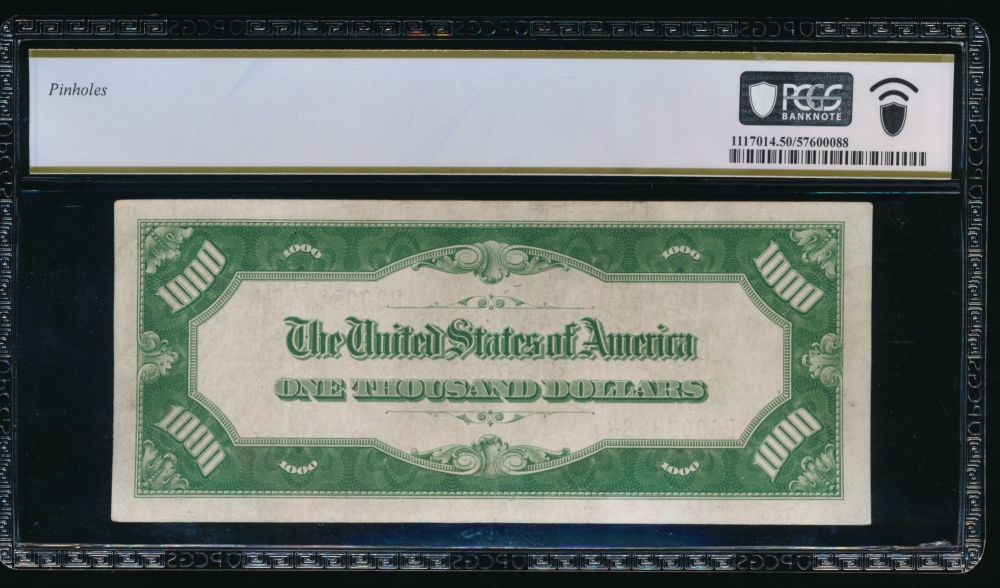 Pinholes
PCGS
BANKNOTE
1117014.50/57600088
1000 1000 1000 1000
The United States of America
ONE THOUSAND DOLLARS
1000 1000 1000 1000